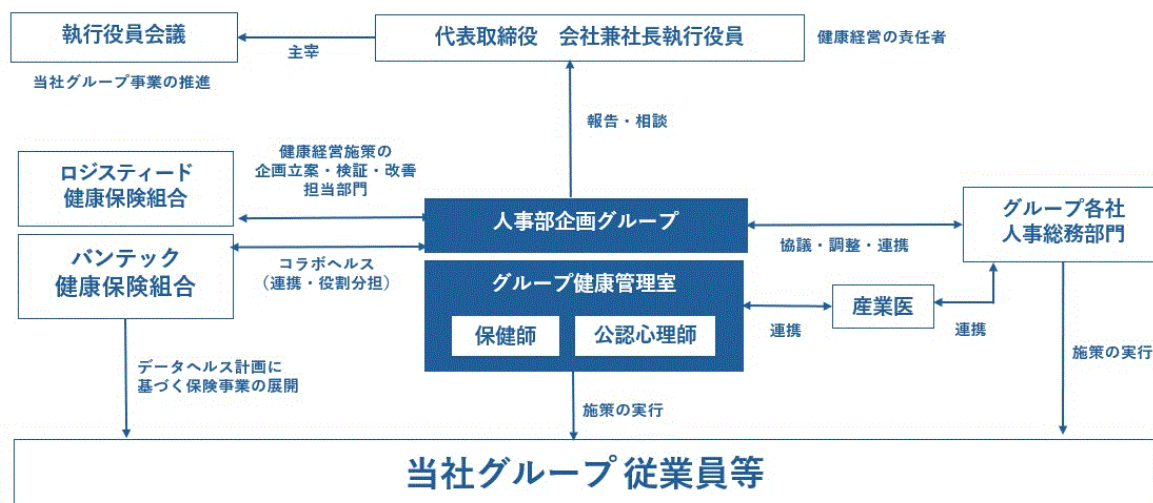 執行役員会議
代表取締役 会社兼社長執行役員
健康経営の責任者
主宰
当社グループ事業の推進
報告・相談
ロジスティード
健康保険組合
健康経営施策の
企画立案・検証・改善
担当部門
人事部企画グループ
グループ各社
人事総務部門
協議・調整・連携
バンテック
健康保険組合
コラボヘルス
（連携・役割分担）
グループ健康管理室
保健師
公認心理師
連携
産業医
連携
データヘルス計画に
基づく保険事業の展開
施策の実行
施策の実行
当社グループ 従業員等